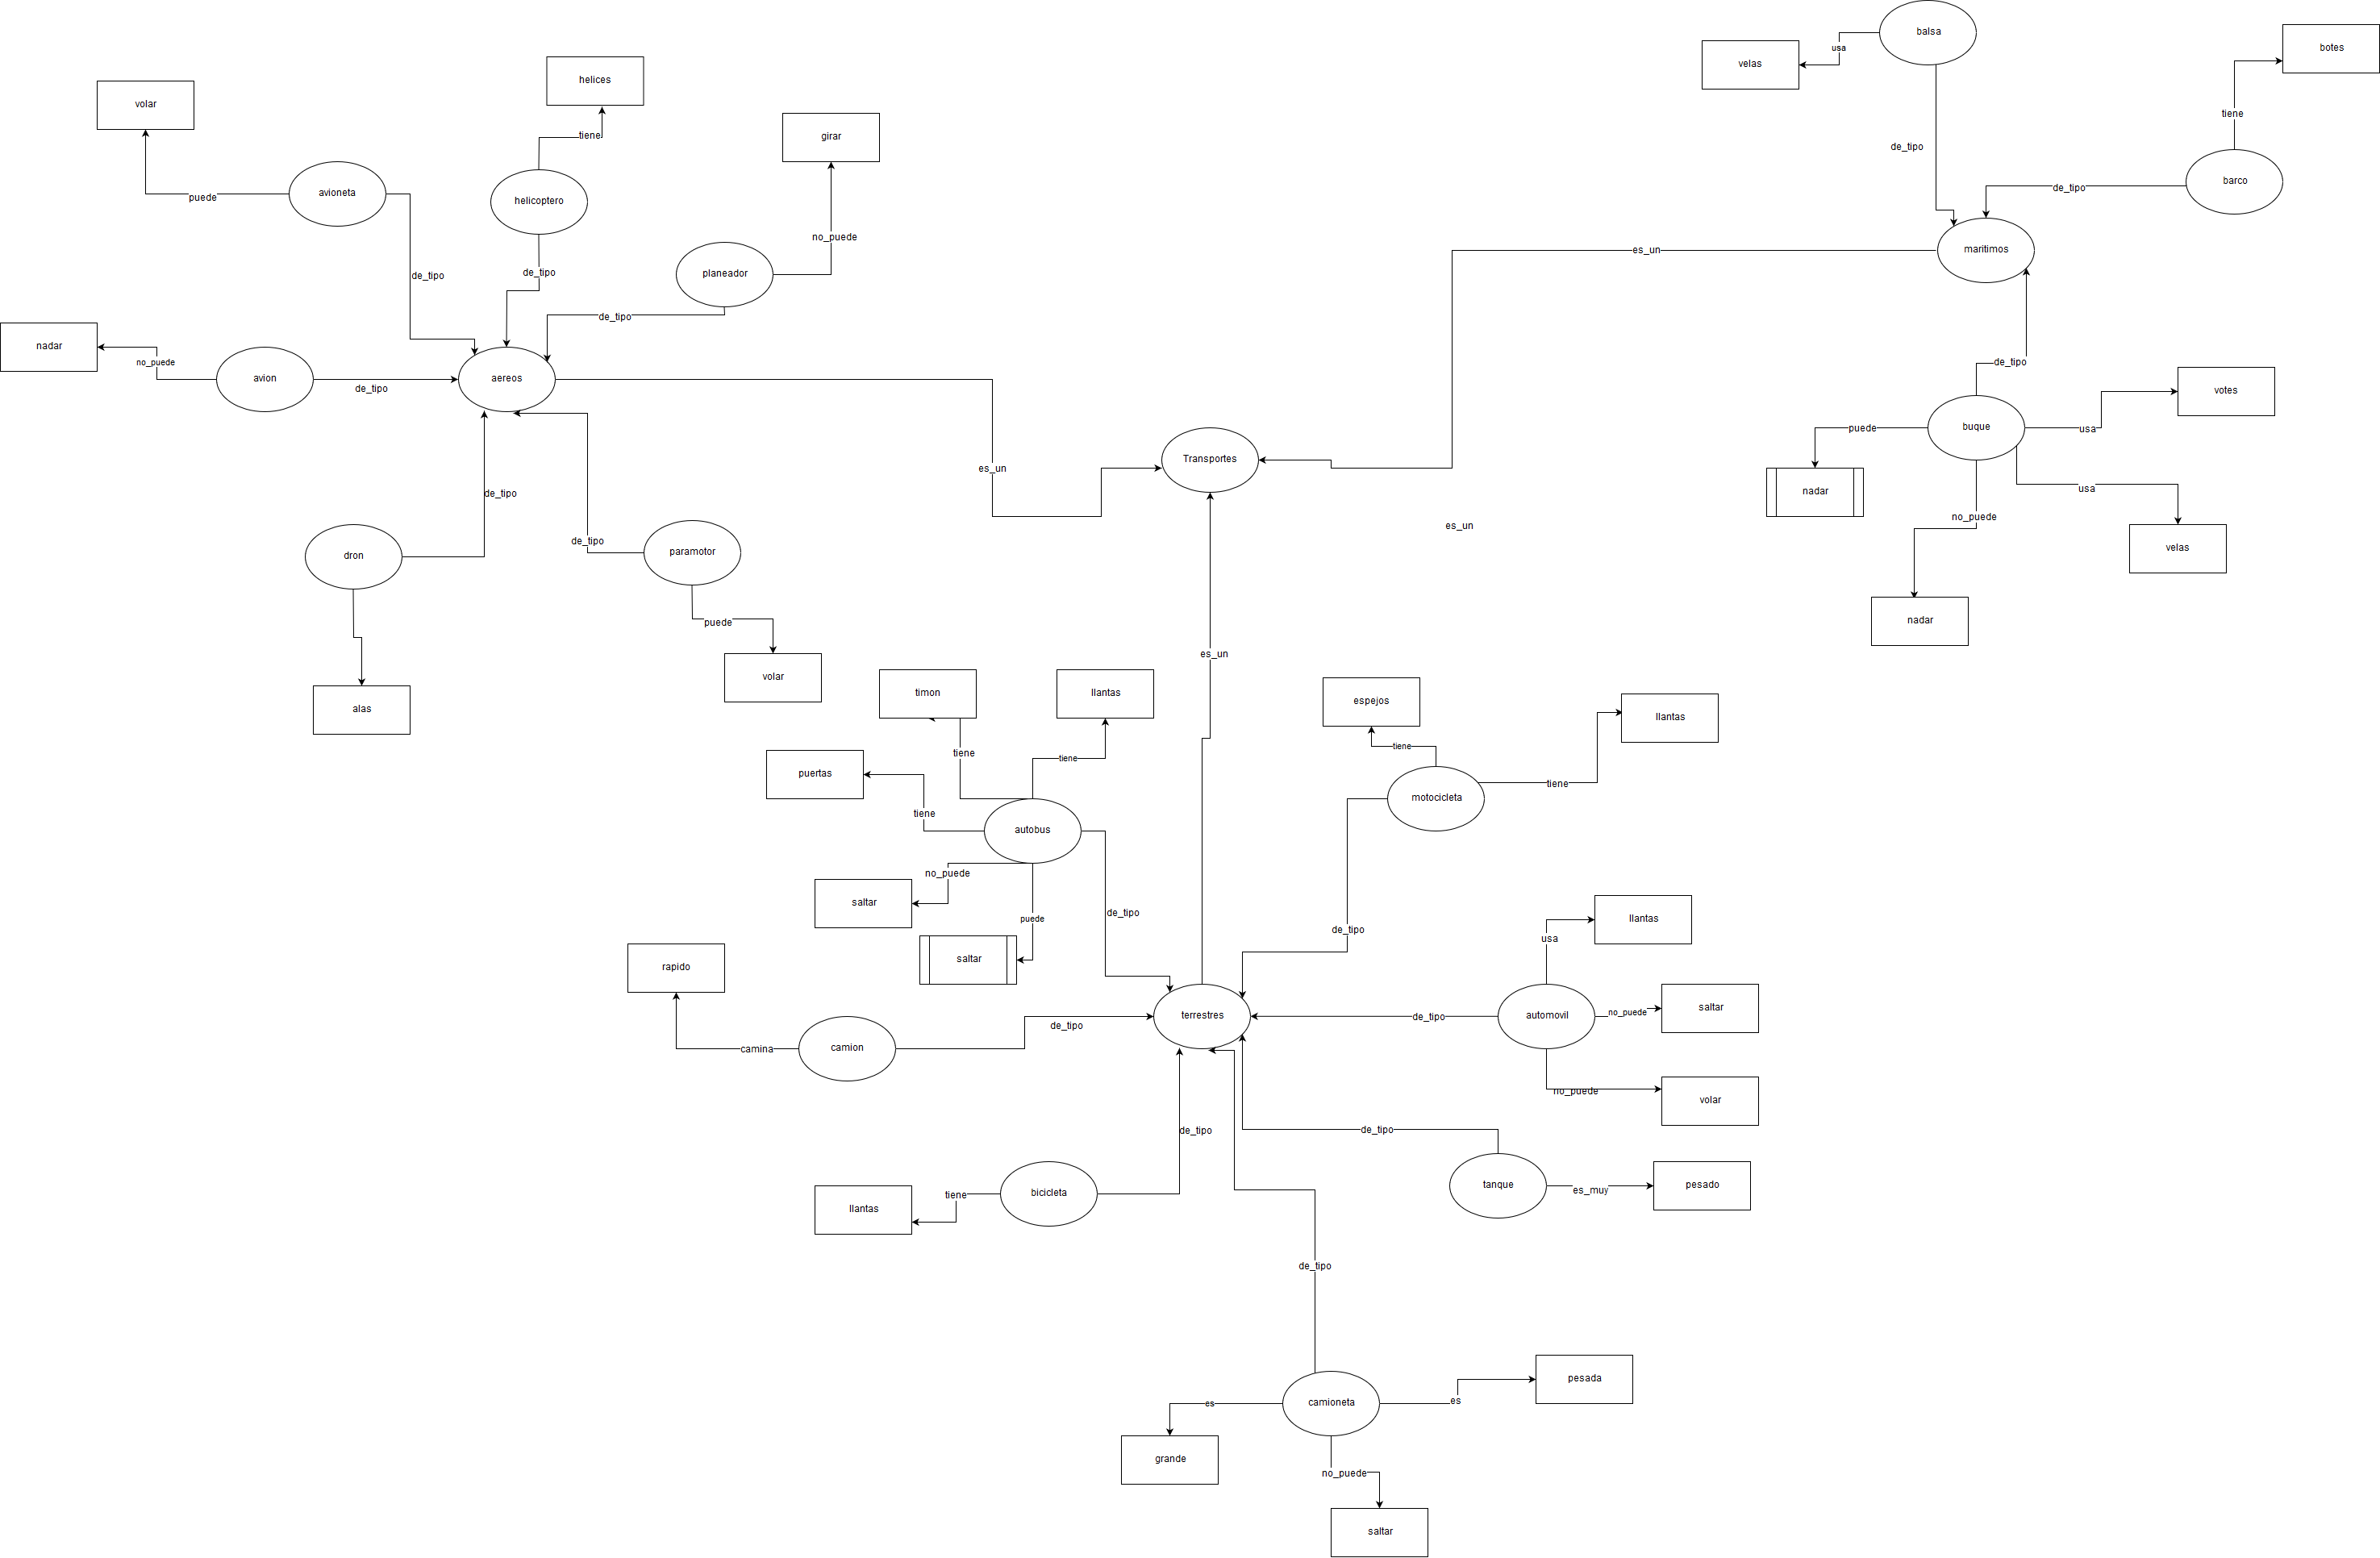 balsa
botes
usa
velas
helices
volar
tiene
girar
tiene
de_tipo
barco
de_tipo
avioneta
puede
helicoptero
no_puede
maritimos
es_un
de_tipo
de_tipo
planeador
de_tipo
nadar
no_puede
avion
de_tipo
aereos
de_tipo
votes
puede
buque
usa
Transportes
es_un
nadar
usa
de_tipo
no_puede
es_un
velas
dron
de_tipo
paramotor
puede
nadar
es_un
volar
alas
timon
llantas
espejos
llantas
tiene
tiene
tiene
puertas
tiene
motocicleta
tiene
autobus
no_puede
saltar
puede
de_tipo
de_tipo
llantas
usa
rapido
saltar
camina
camion
de_tipo
terrestres
de_tipo
automovil
no_puede
saltar
no_puede
volar
de_tipo
de_tipo
llantas
tiene
bicicleta
tanque
es_muy
pesado
de_tipo
pesada
es
camioneta
es
grande
no_puede
saltar